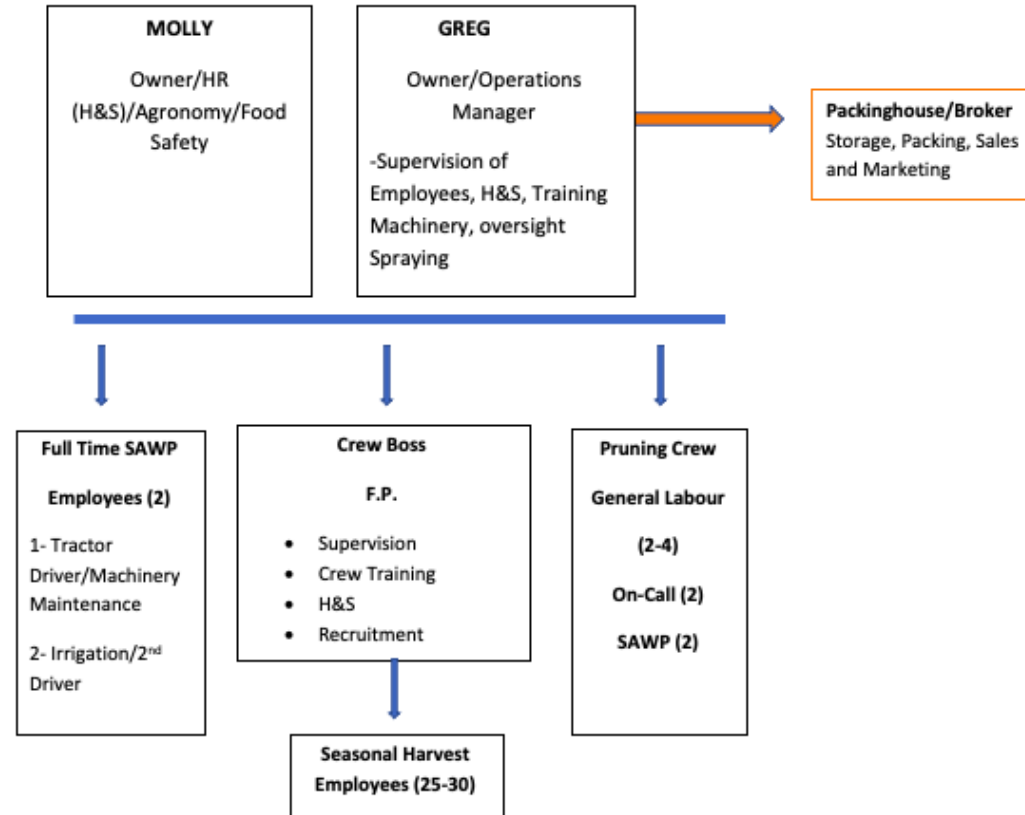 MOLLY
Owner/HR
(H&S)/Agronomy/Food
Safety
GREG
Owner/Operations
Manager
-Supervision of
Employees, H&S, Training
Machinery, oversight
Spraying
Packinghouse/Broker
Storage, Packing, Sales
and Marketing
Full Time SAWP
Employees (2)
1- Tractor
Driver/Machinery
Maintenance
2- Irrigation/2nd
Driver
Crew Boss
F.P.
• Supervision
• Crew Training
• H&S
• Recruitment
Pruning Crew
General Labour
(2-4)
On-Call (2)
SAWP (2)
Seasonal Harvest
Employees (25-30)